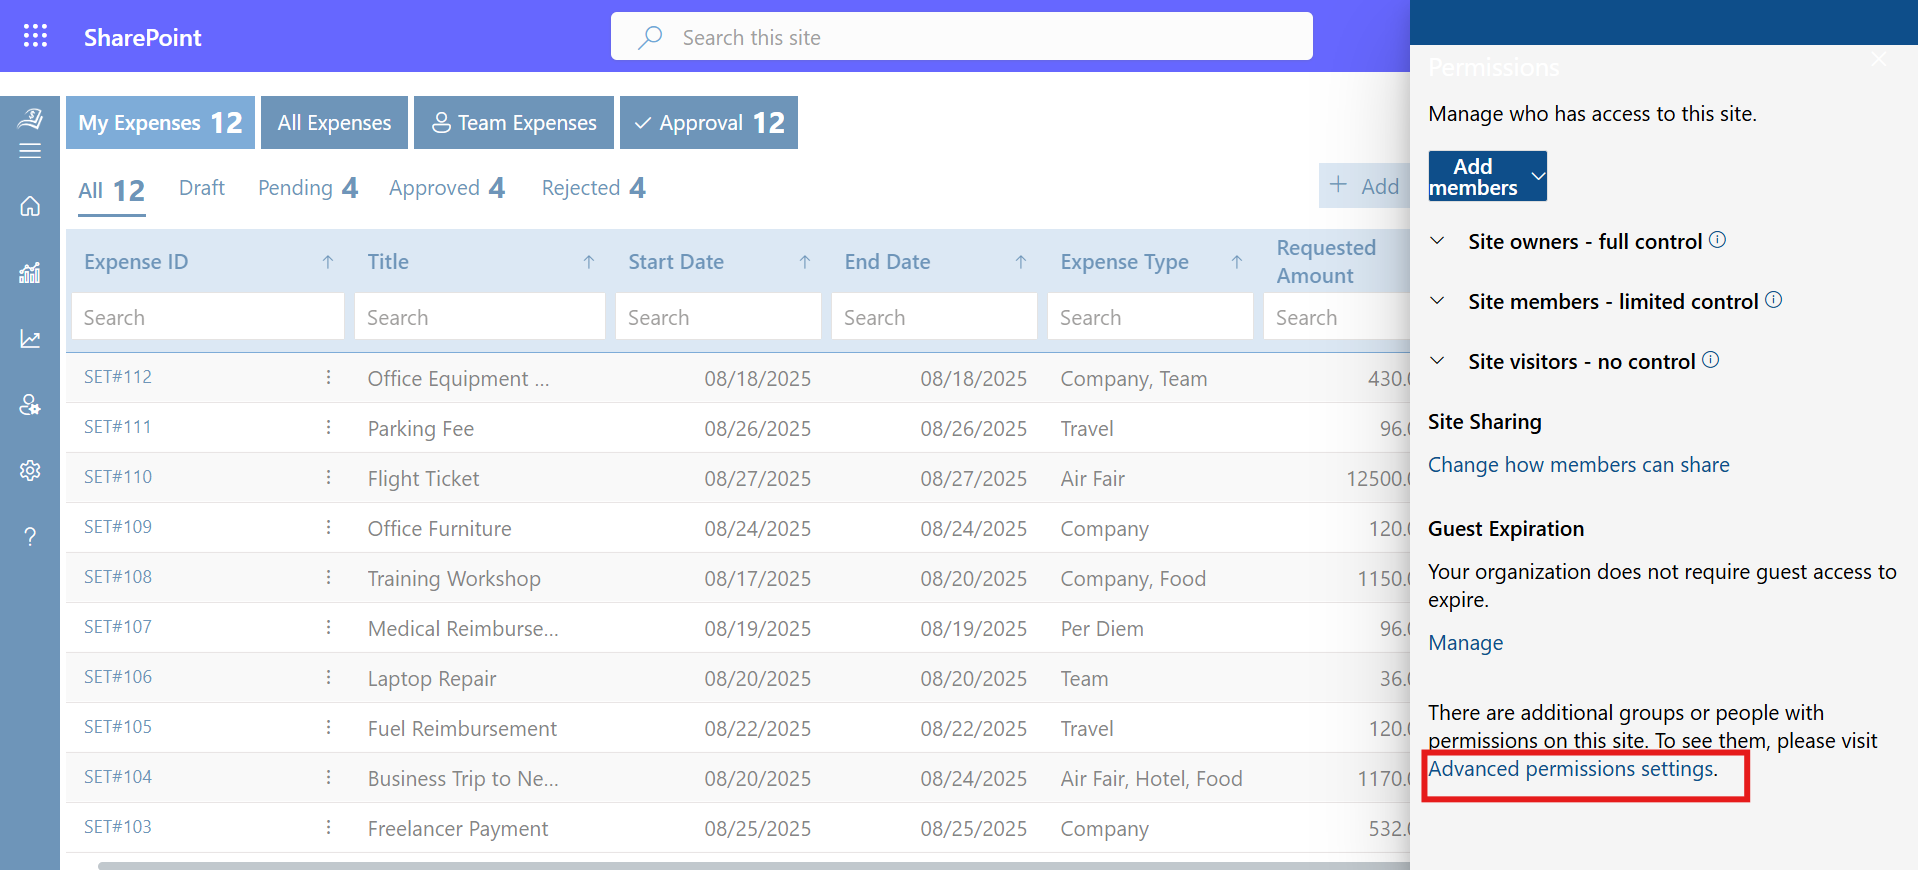 SharePoint
Search this site
My Expenses 12
All Expenses
Team Expenses
Approval 12
All 12
Draft
Pending 4
Approved 4
Rejected 4
+ Add
Expense ID
Title
Start Date
End Date
Expense Type
Requested
Amount
Search
Search
Search
Search
Search
Search
SET#112 Office Equipment ... 08/18/2025 08/18/2025 Company, Team 430.0
SET#111 Parking Fee 08/26/2025 08/26/2025 Travel 96.0
SET#110 Flight Ticket 08/27/2025 08/27/2025 Air Fair 12500.0
SET#109 Office Furniture 08/24/2025 08/24/2025 Company 120.0
SET#108 Training Workshop 08/17/2025 08/20/2025 Company, Food 1150.0
SET#107 Medical Reimburse... 08/19/2025 08/19/2025 Per Diem 96.0
SET#106 Laptop Repair 08/20/2025 08/20/2025 Team 36.0
SET#105 Fuel Reimbursement 08/22/2025 08/22/2025 Travel 120.0
SET#104 Business Trip to Ne... 08/20/2025 08/24/2025 Air Fair, Hotel, Food 1170.0
SET#103 Freelancer Payment 08/25/2025 08/25/2025 Company 532.0
Permissions
Manage who has access to this site.
Add
members
Site owners - full control
Site members - limited control
Site visitors - no control
Site Sharing
Change how members can share
Guest Expiration
Your organization does not require guest access to
expire.
Manage
There are additional groups or people with
permissions on this site. To see them, please visit
Advanced permissions settings.